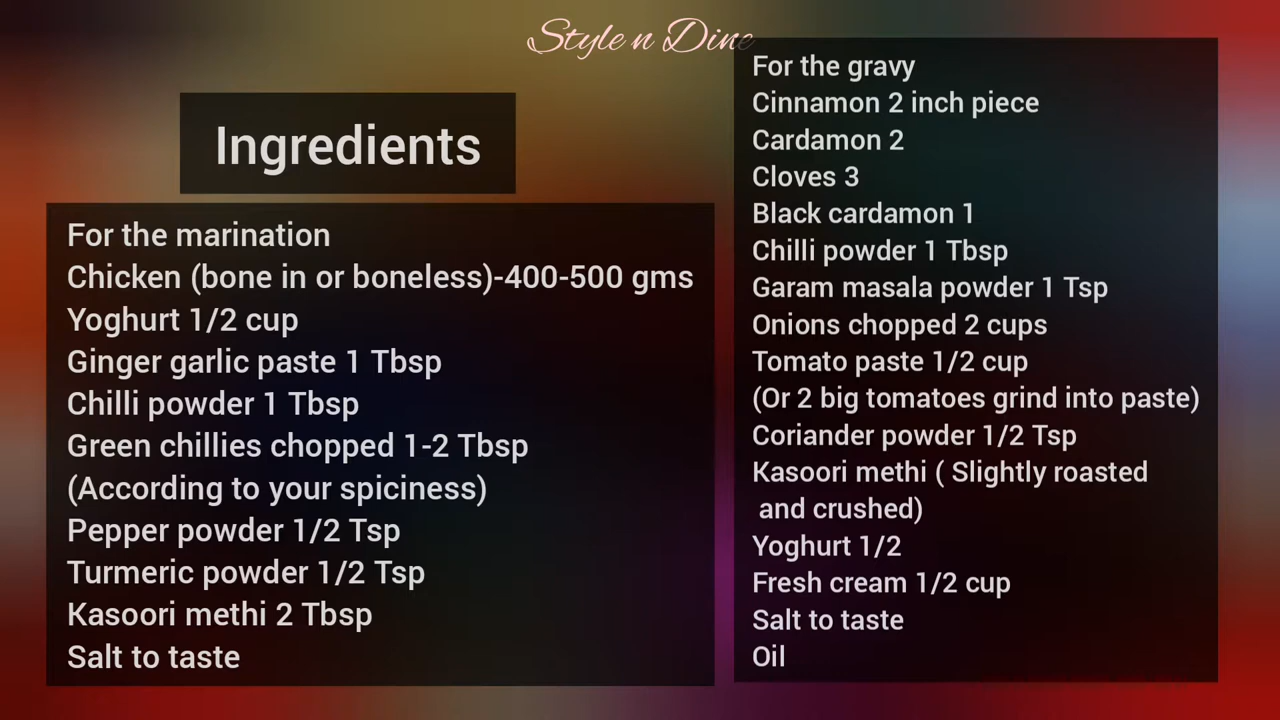 Style n Dine
Ingredients
For the marination
Chicken (bone in or boneless)-400-500 gms
Yoghurt 1/2 cup
Ginger garlic paste 1 Tbsp
Chilli powder 1 Tbsp
Green chillies chopped 1-2 Tbsp
(According to your spiciness)
Pepper powder 1/2 Tsp
Turmeric powder 1/2 Tsp
Kasoori methi 2 Tbsp
Salt to taste
For the gravy
Cinnamon 2 inch piece
Cardamon 2
Cloves 3
Black cardamon 1
Chilli powder 1 Tbsp
Garam masala powder 1 Tsp
Onions chopped 2 cups
Tomato paste 1/2 cup
(Or 2 big tomatoes grind into paste)
Coriander powder 1/2 Tsp
Kasoori methi ( Slightly roasted
and crushed)
Yoghurt 1/2
Fresh cream 1/2 cup
Salt to taste
Oil